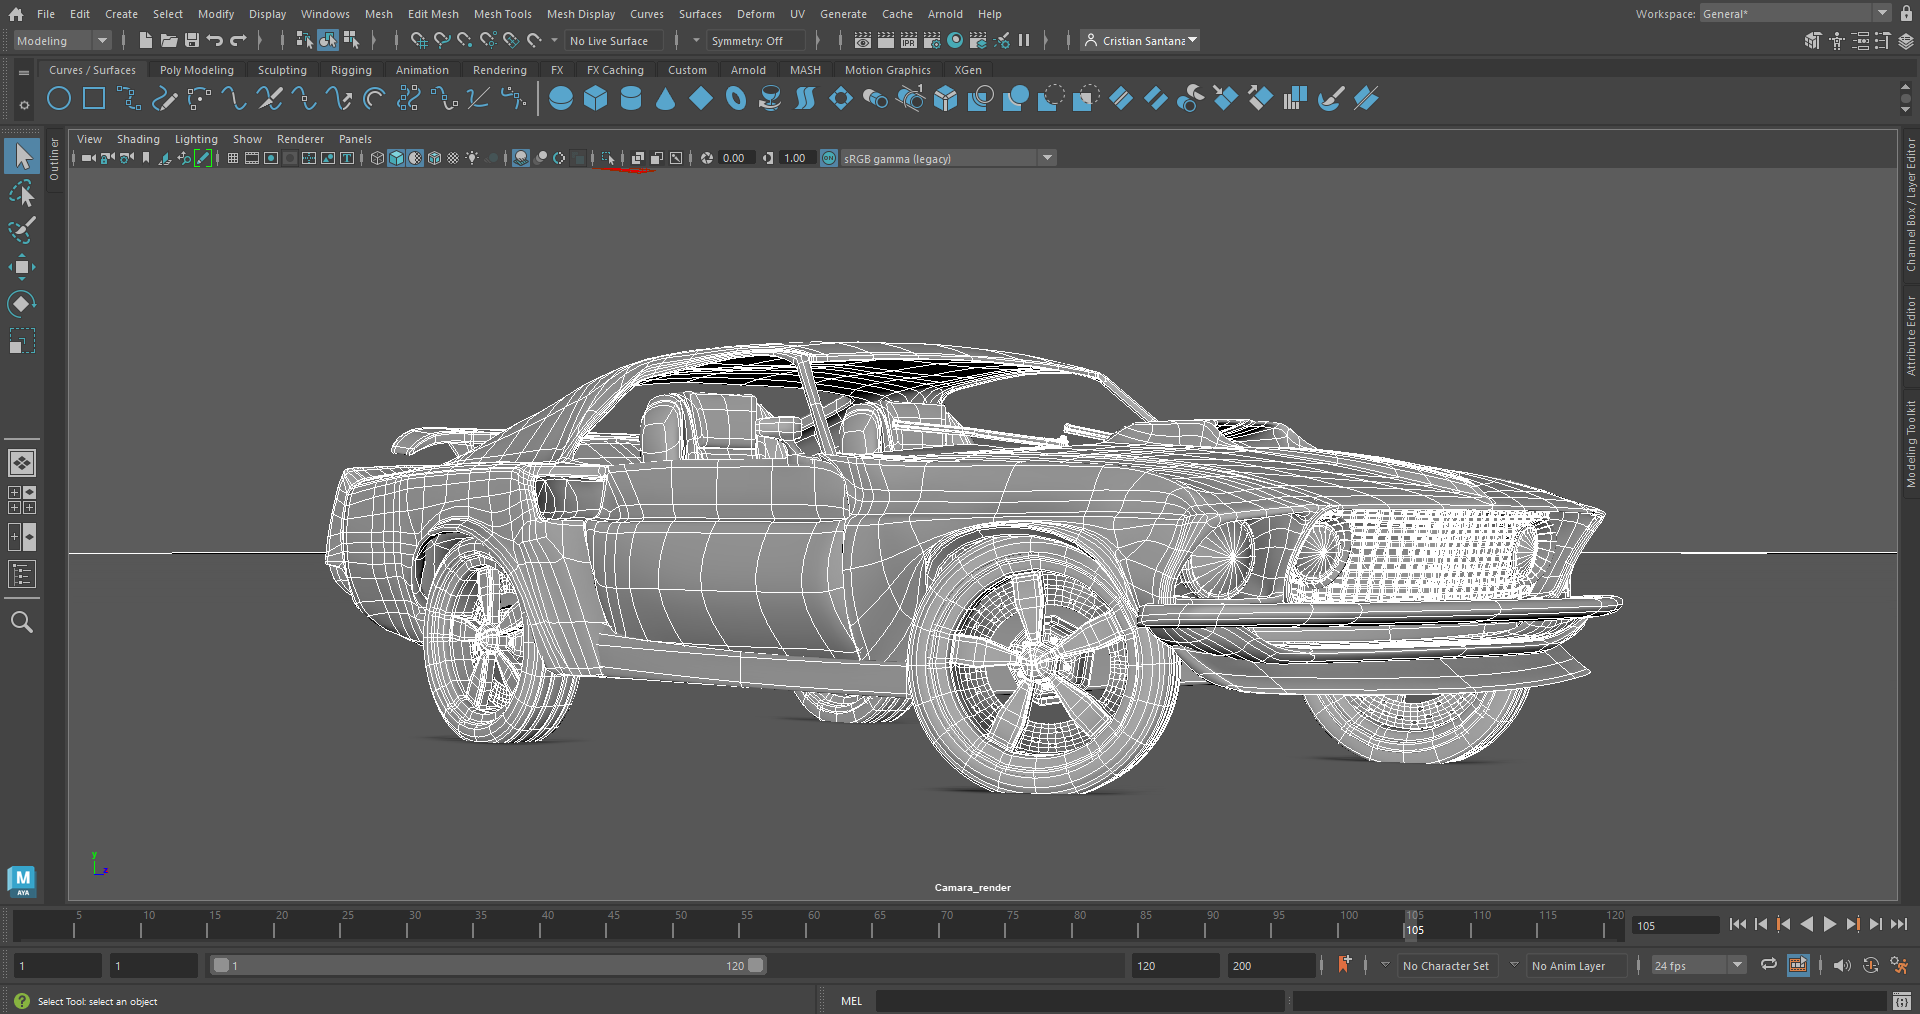 File Edit Create Select Modify Display Windows Mesh Edit Mesh Mesh Tools Mesh Display Curves Surfaces Deform UV Generate Cache Arnold Help Workspace: General*
Modeling No Live Surface Symmetry: Off IPR Cristian Santana
Curves / Surfaces Poly Modeling Sculpting Rigging Animation Rendering FX FX Caching Custom Arnold MASH Motion Graphics XGen
Outliner
View Shading Lighting Show Renderer Panels
0.00 1.00 ON sRGB gamma (legacy)
Channel Box / Layer Editor
Attribute Editor
Modeling Toolkit
y
z
M
AYA
Camara_render
5 10 15 20 25 30 35 40 45 50 55 60 65 70 75 80 85 90 95 100 105 110 115 120
105
105
1 1 1 120 120 200 No Character Set No Anim Layer 24 fps
? Select Tool: select an object MEL